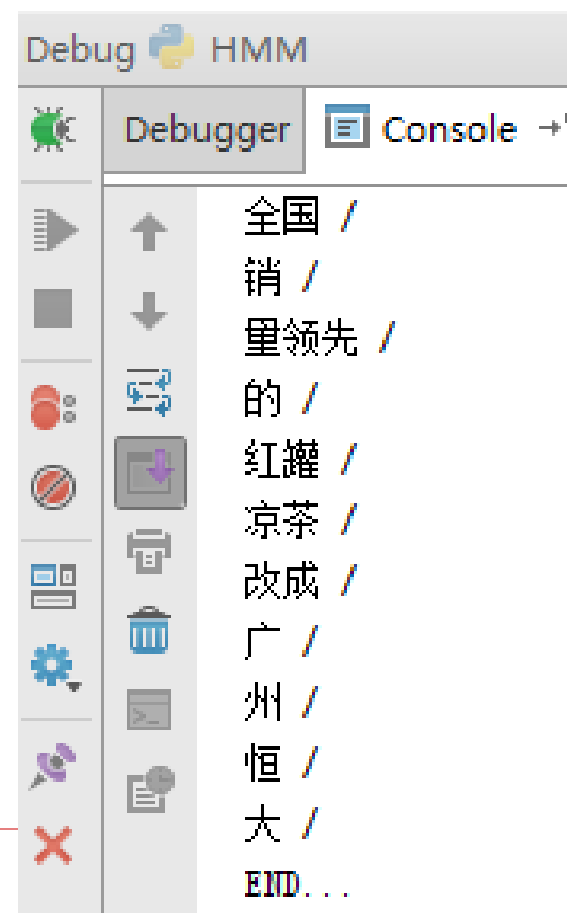 Debug HMM
Debugger Console
全国 /
销 /
量领先 /
的 /
红罐 /
凉茶 /
改成 /
广 /
州 /
恒 /
大 /
END...